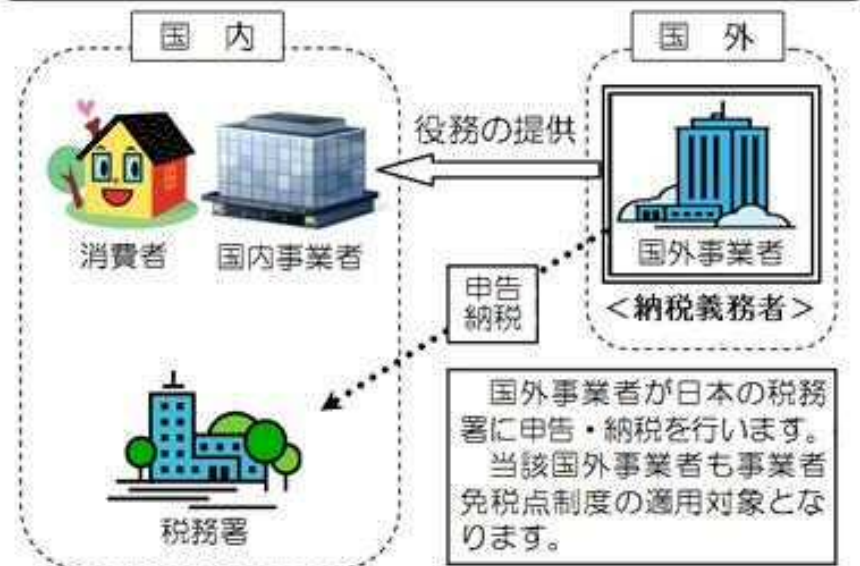 国 内
国 外
役務の提供
消費者
国内事業者
国外事業者
<納税義務者>
申告
納税
国外事業者が日本の税務
署に申告・納税を行います。
当該国外事業者も事業者
免税点制度の適用対象とな
ります。
税務署